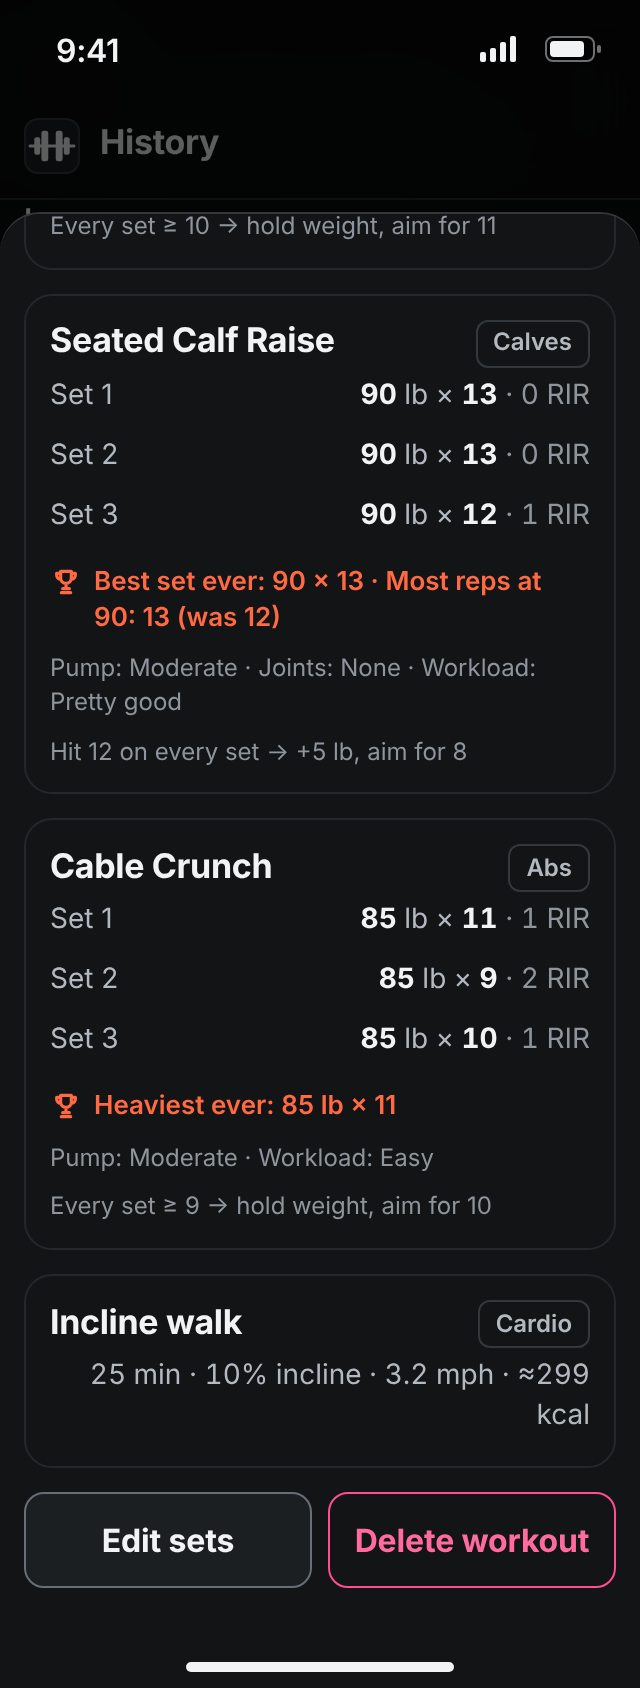 9:41
History
Every set ≥ 10 → hold weight, aim for 11
Seated Calf Raise
Calves
Set 1
90 lb × 13 · 0 RIR
Set 2
90 lb × 13 · 0 RIR
Set 3
90 lb × 12 · 1 RIR
Best set ever: 90 × 13 · Most reps at
90: 13 (was 12)
Pump: Moderate · Joints: None · Workload:
Pretty good
Hit 12 on every set → +5 lb, aim for 8
Cable Crunch
Abs
Set 1
85 lb × 11 · 1 RIR
Set 2
85 lb × 9 · 2 RIR
Set 3
85 lb × 10 · 1 RIR
Heaviest ever: 85 lb × 11
Pump: Moderate · Workload: Easy
Every set ≥ 9 → hold weight, aim for 10
Incline walk
Cardio
25 min · 10% incline · 3.2 mph · ≈299
kcal
Edit sets
Delete workout